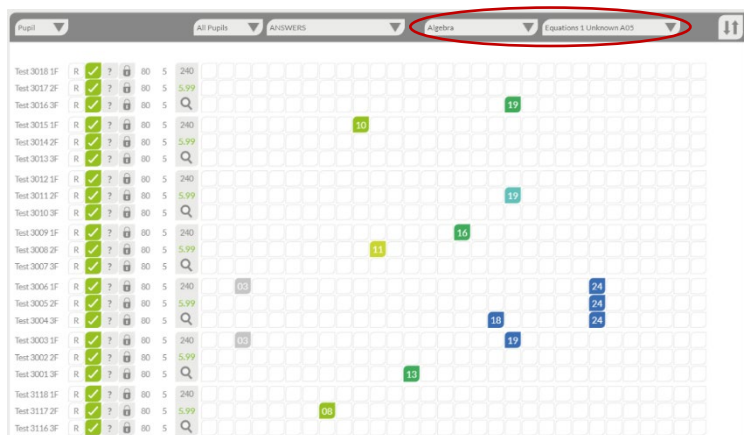 Pupil All Pupils ANSWERS Algebra Equations 1 Unknown A05
Test 3018 1F R ? 80 5 240
Test 3017 2F R ? 80 5 5.99
Test 3016 3F R ? 80 5 19
Test 3015 1F R ? 80 5 240 10
Test 3014 2F R ? 80 5 5.99
Test 3013 3F R ? 80 5
Test 3012 1F R ? 80 5 240
Test 3011 2F R ? 80 5 5.99 19
Test 3010 3F R ? 80 5
Test 3009 1F R ? 80 5 240 16
Test 3008 2F R ? 80 5 5.99 11
Test 3007 3F R ? 80 5
Test 3006 1F R ? 80 5 240 03 24
Test 3005 2F R ? 80 5 5.99 24
Test 3004 3F R ? 80 5 18 24
Test 3003 1F R ? 80 5 240 03 19
Test 3002 2F R ? 80 5 5.99
Test 3001 3F R ? 80 5 13
Test 3118 1F R ? 80 5 240
Test 3117 2F R ? 80 5 5.99 08
Test 3116 3F R ? 80 5